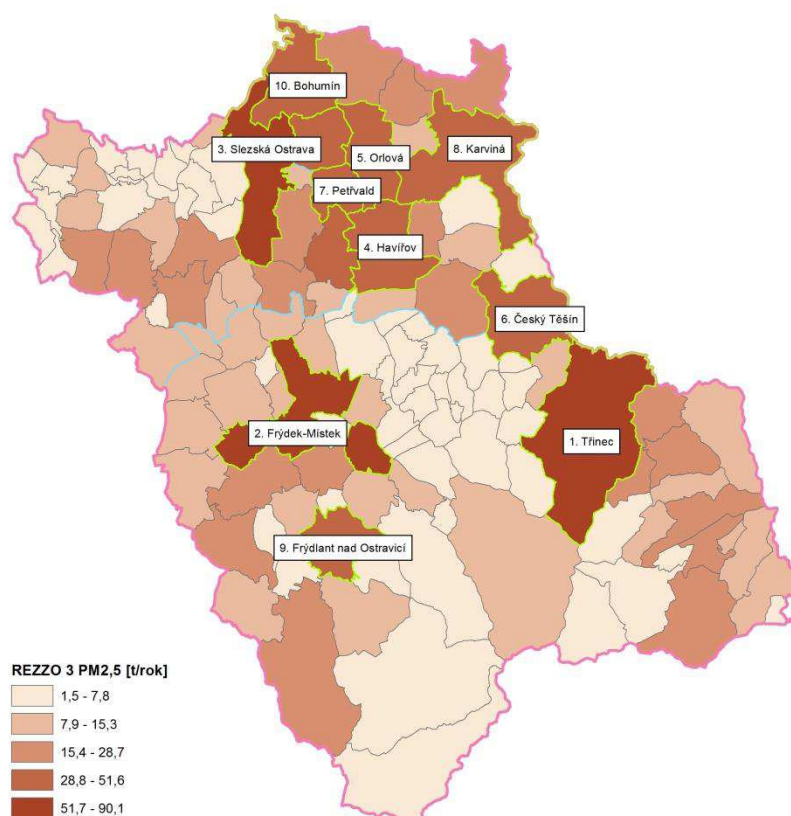 10. Bohumín
3. Slezská Ostrava
5. Orlová
8. Karviná
7. Petřvald
4. Havířov
6. Český Těšín
2. Frýdek-Místek
1. Třinec
9. Frýdlant nad Ostravicí
REZZO 3 PM2,5 [t/rok]
1,5 - 7,8
7,9 - 15,3
15,4 - 28,7
28,8 - 51,6
51,7 - 90,1